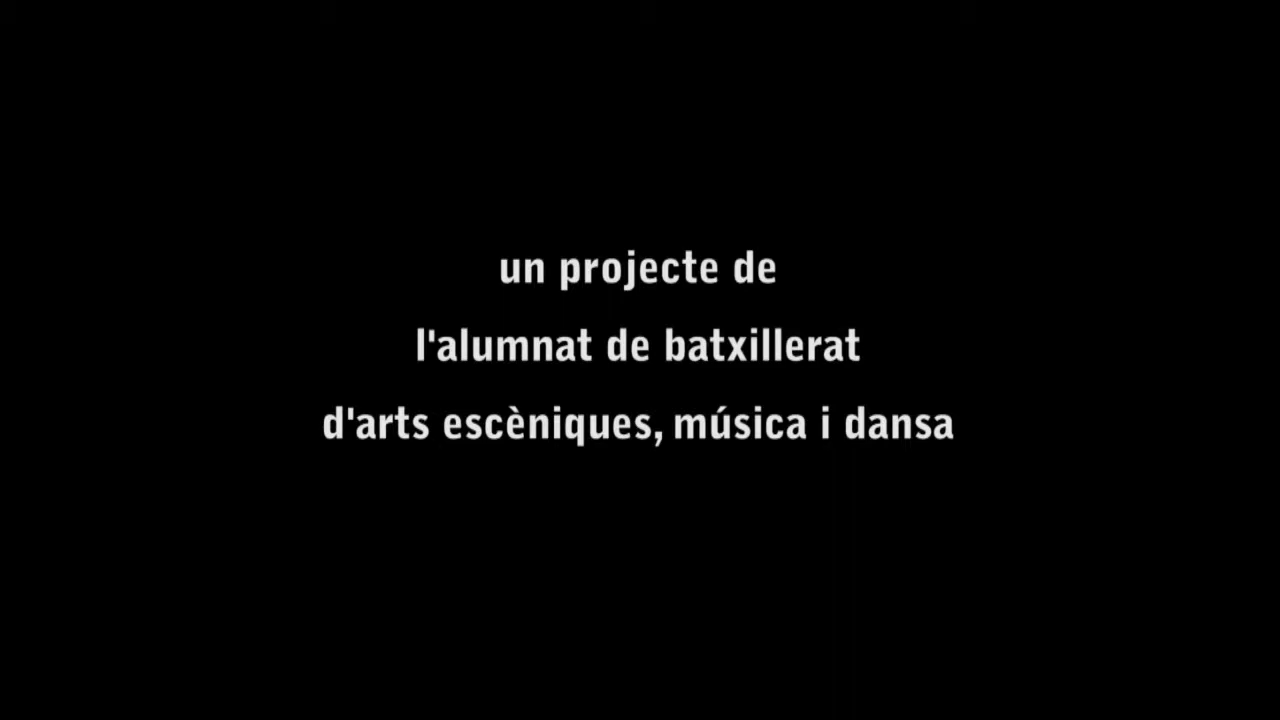 un projecte de
l'alumnat de batxillerat
d'arts escèniques, música i dansa